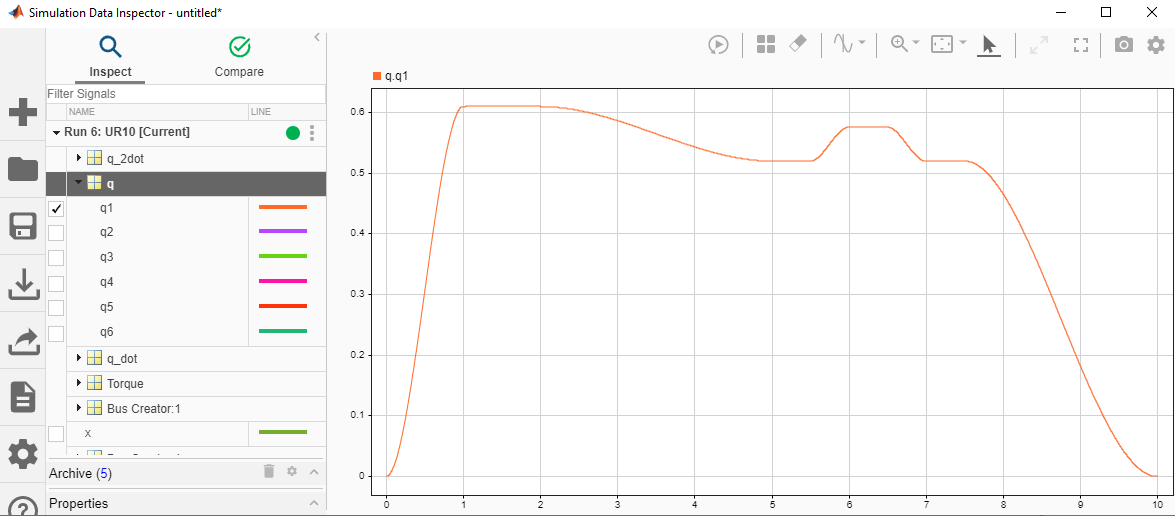 Simulation Data Inspector - untitled*
Inspect
Compare
Filter Signals
NAME
LINE
Run 6: UR10 [Current]
q_2dot
q
q1
q2
q3
q4
q5
q6
q_dot
Torque
Bus Creator:1
x
Archive (5)
Properties
q.q1
0.6
0.5
0.4
0.3
0.2
0.1
0
0 1 2 3 4 5 6 7 8 9 10